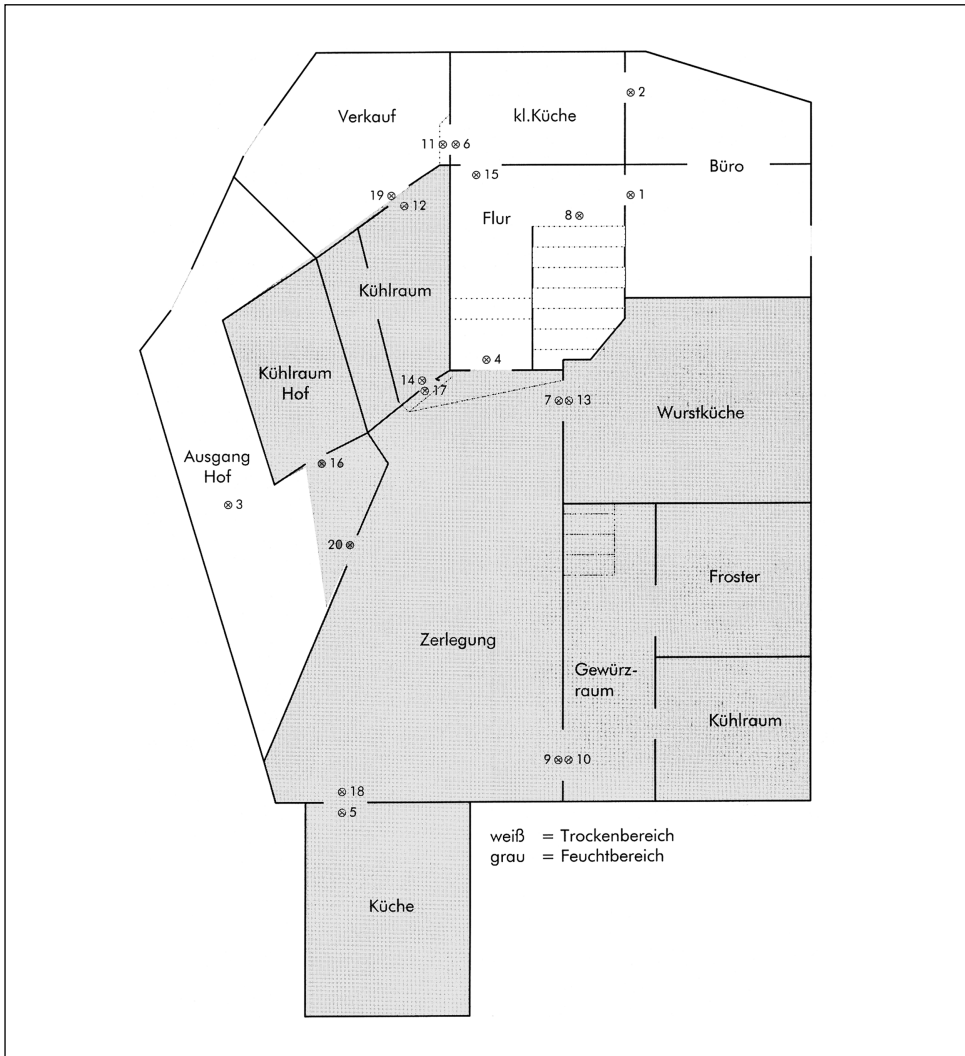 2
Verkauf
kl.Küche
11 6
Büro
15
19
12
1
Flur
8
Kühlraum
4
14
17
Kühlraum
Hof
7 13
Wurstküche
Ausgang
Hof
16
3
20
Froster
Zerlegung
Gewürz-
raum
Kühlraum
9 10
18
5
weiß = Trockenbereich
grau = Feuchtbereich
Küche